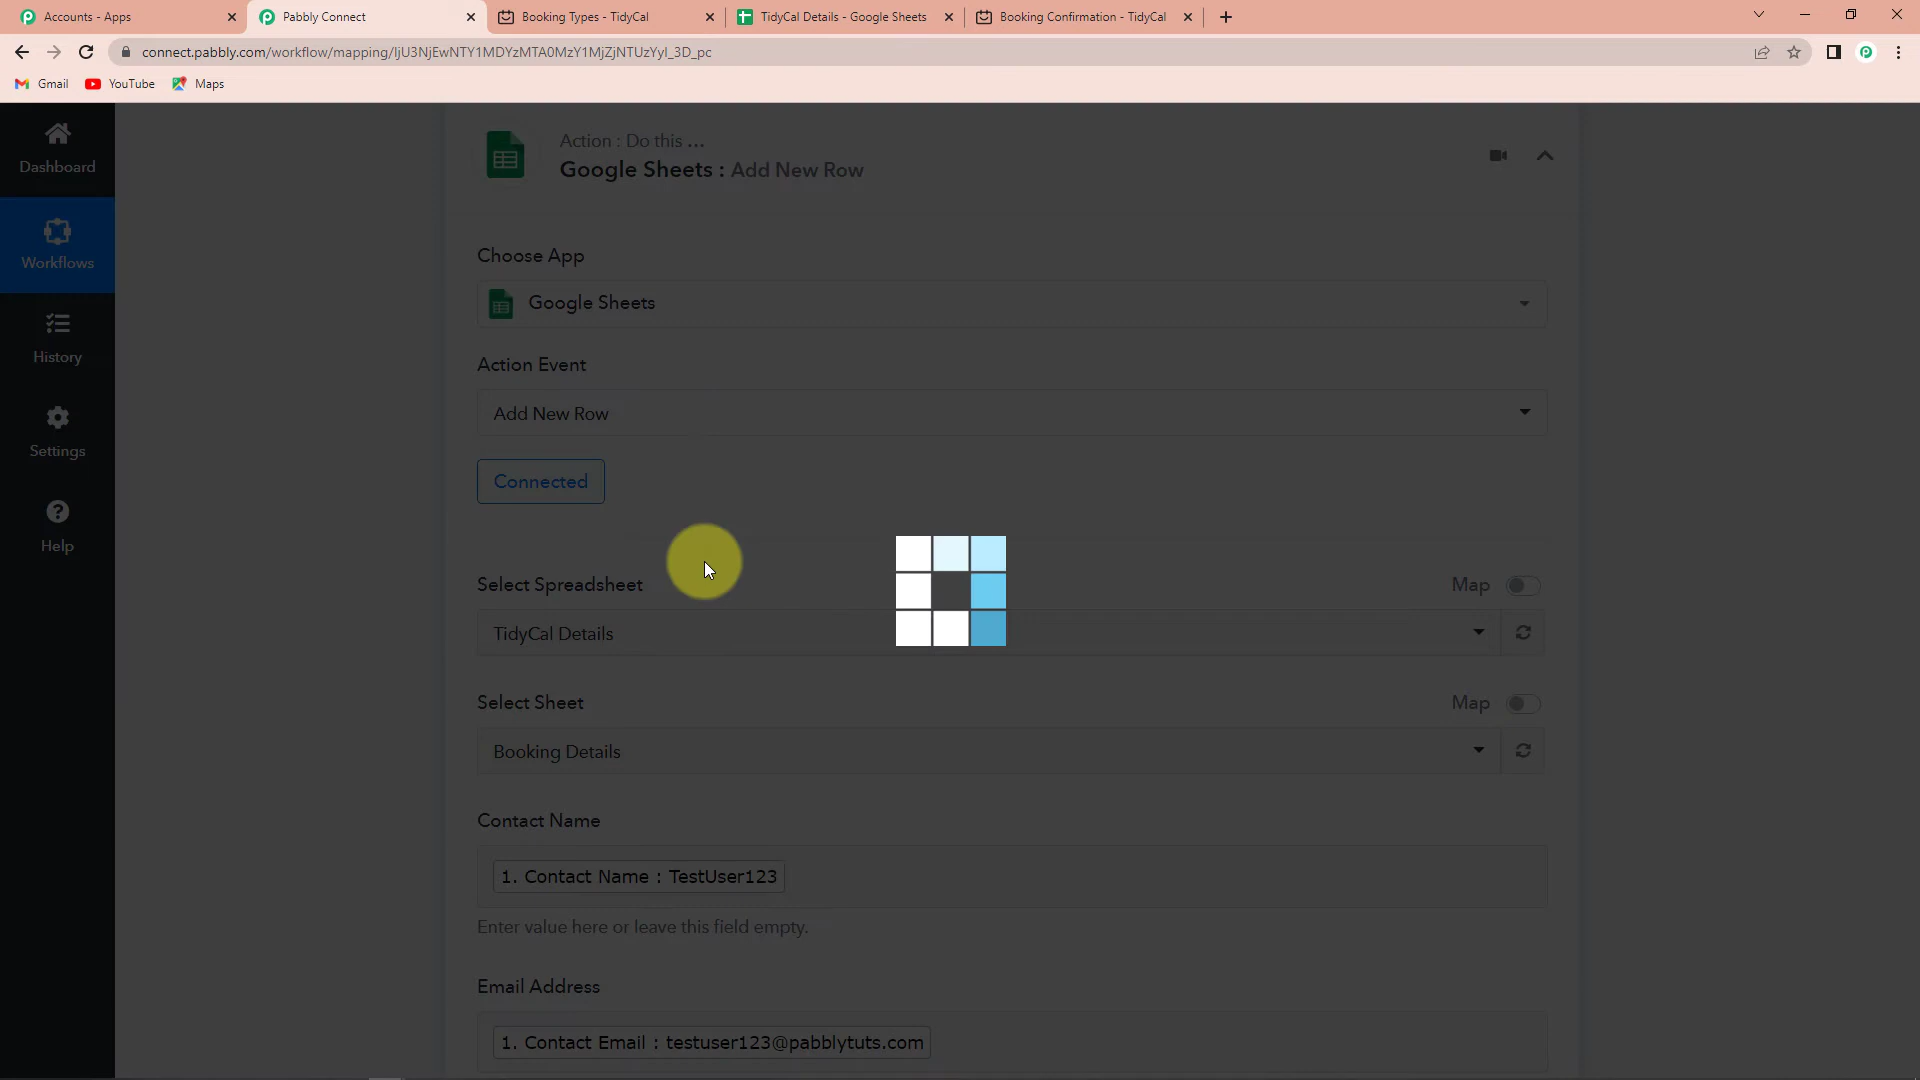 Accounts - Apps
Pabbly Connect
Booking Types - TidyCal
TidyCal Details - Google Sheets
Booking Confirmation - TidyCal
connect.pabbly.com/workflow/mapping/IjU3NjEwNTY1MDYzMTA0MzY1MjZjNTUzYyI_3D_pc
Gmail
YouTube
Maps
Dashboard
Workflows
History
Settings
Help
Action : Do this ...
Google Sheets : Add New Row
Choose App
Google Sheets
Action Event
Add New Row
Connected
Select Spreadsheet
Map
TidyCal Details
Select Sheet
Map
Booking Details
Contact Name
1. Contact Name : TestUser123
Enter value here or leave this field empty.
Email Address
1. Contact Email : testuser123@pabblytuts.com